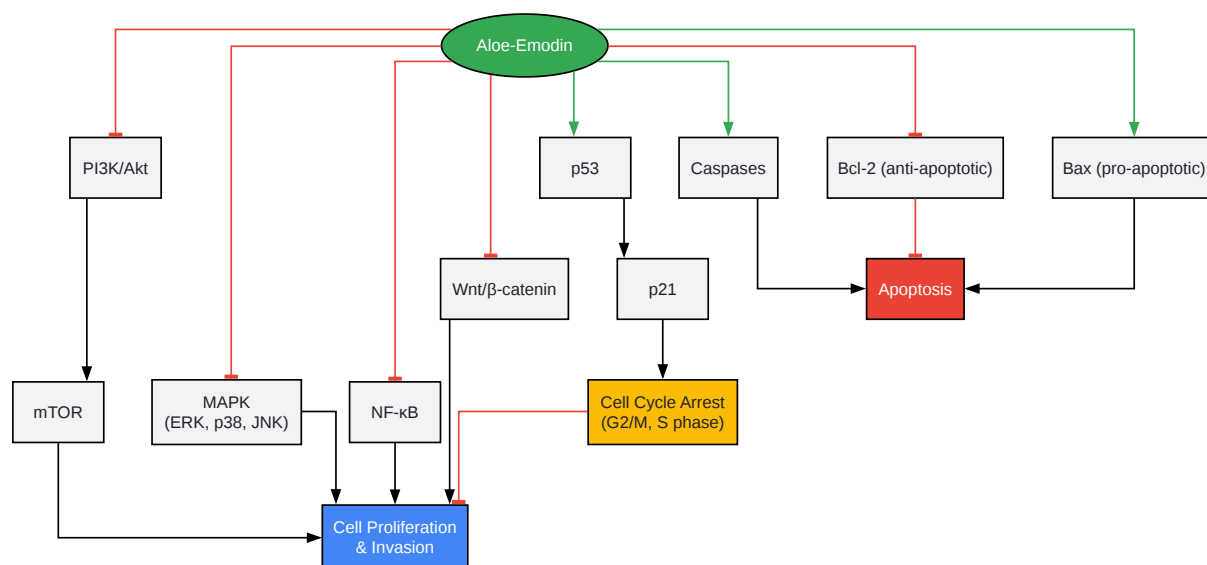 Aloe-Emodin
PI3K/Akt
p53
Caspases
Bcl-2 (anti-apoptotic)
Bax (pro-apoptotic)
Wnt/β-catenin
p21
Apoptosis
mTOR
MAPK
(ERK, p38, JNK)
NF-κB
Cell Cycle Arrest
(G2/M, S phase)
Cell Proliferation
& Invasion